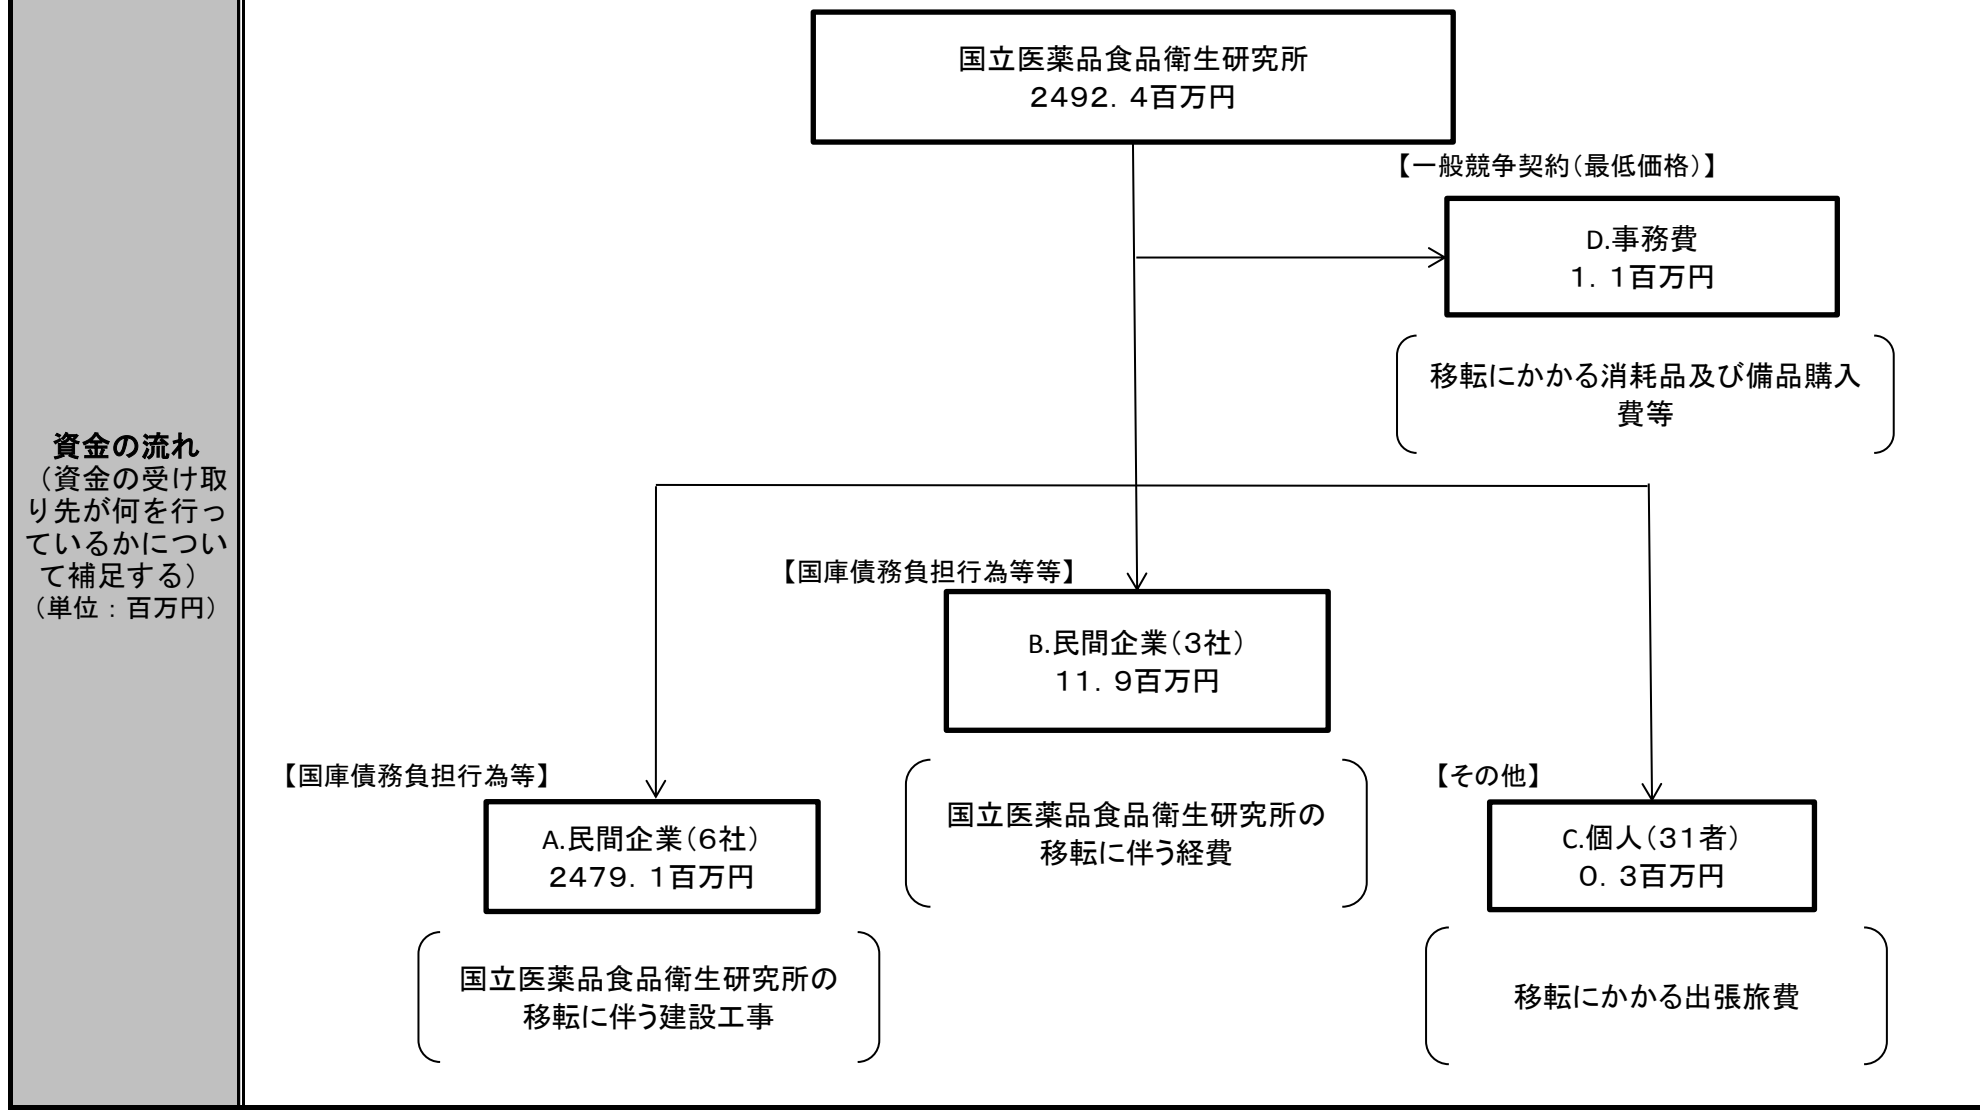 資金の流れ
（資金の受け取
り先が何を行っ
ているかについ
て補足する）
（単位：百万円）
国立医薬品食品衛生研究所
２４９２．４百万円
【一般競争契約（最低価格）】
D.事務費
１．１百万円
移転にかかる消耗品及び備品購入
費等
【国庫債務負担行為等等】
B.民間企業（３社）
１１．９百万円
国立医薬品食品衛生研究所の
移転に伴う経費
【国庫債務負担行為等】
A.民間企業（６社）
２４７９．１百万円
国立医薬品食品衛生研究所の
移転に伴う建設工事
【その他】
C.個人（３１者）
０．３百万円
移転にかかる出張旅費